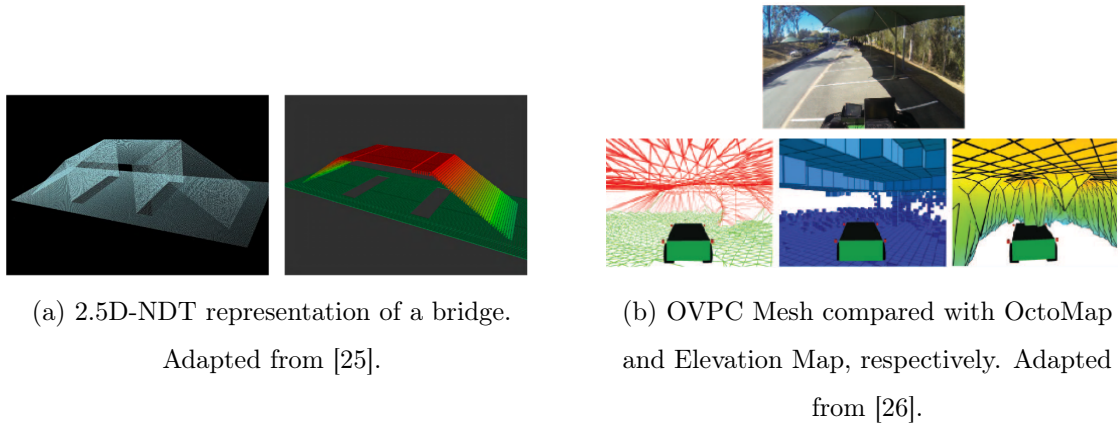 (a) 2.5D-NDT representation of a bridge.
Adapted from [25].
(b) OVPC Mesh compared with OctoMap
and Elevation Map, respectively. Adapted
from [26].